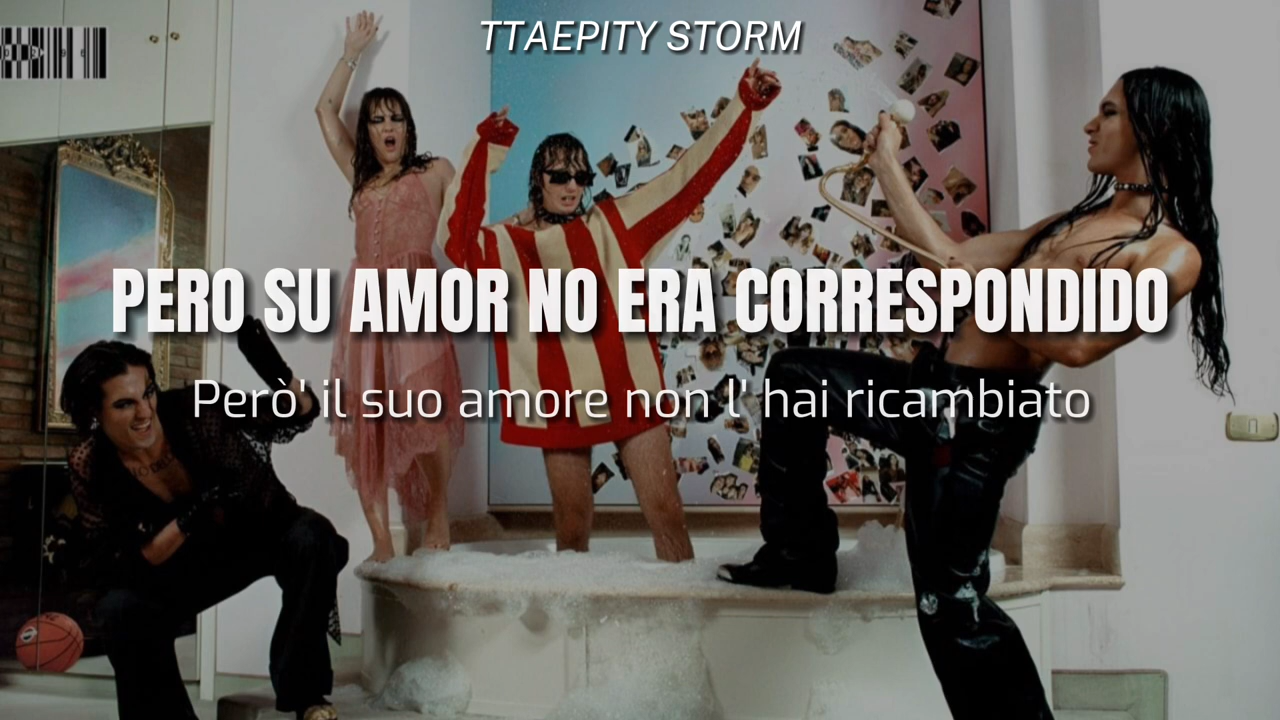 TTAEPITY STORM
PERO SU AMOR NO ERA CORRESPONDIDO
Però' il suo amore non l' hai ricambiato